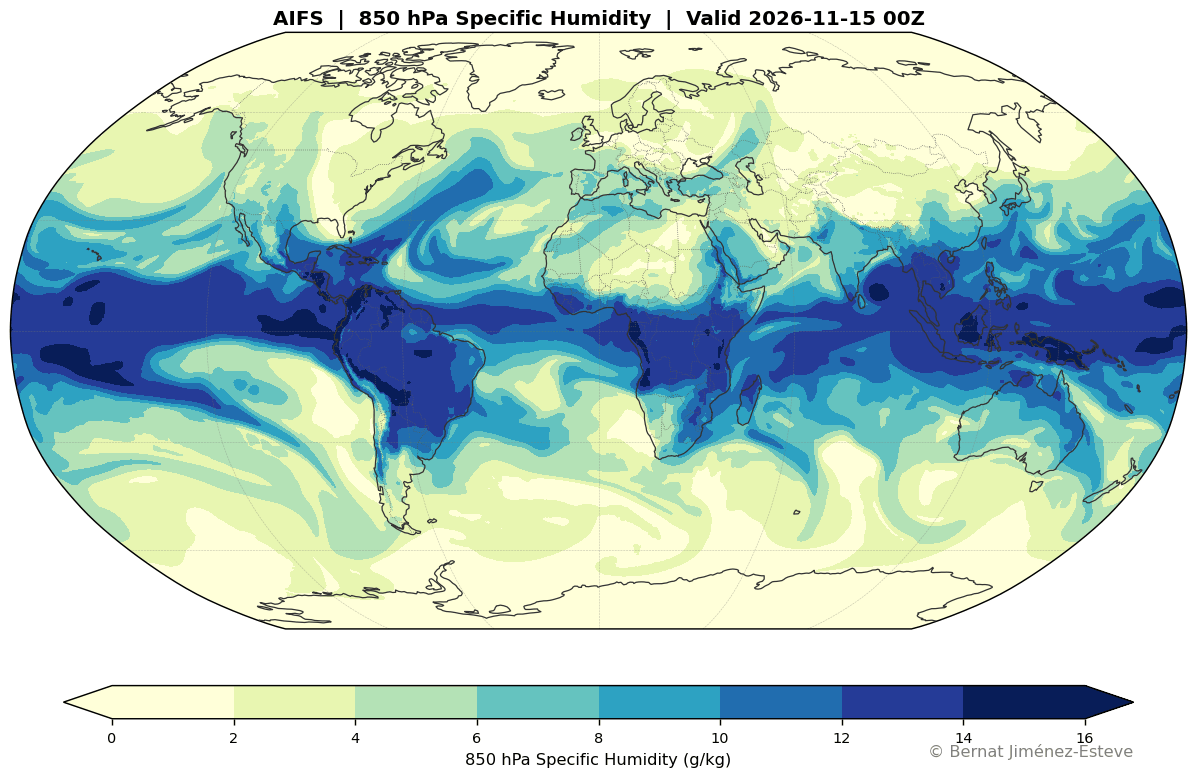 AIFS | 850 hPa Specific Humidity | Valid 2026-11-15 00Z
0 2 4 6 8 10 12 14 16
850 hPa Specific Humidity (g/kg)
© Bernat Jiménez-Esteve